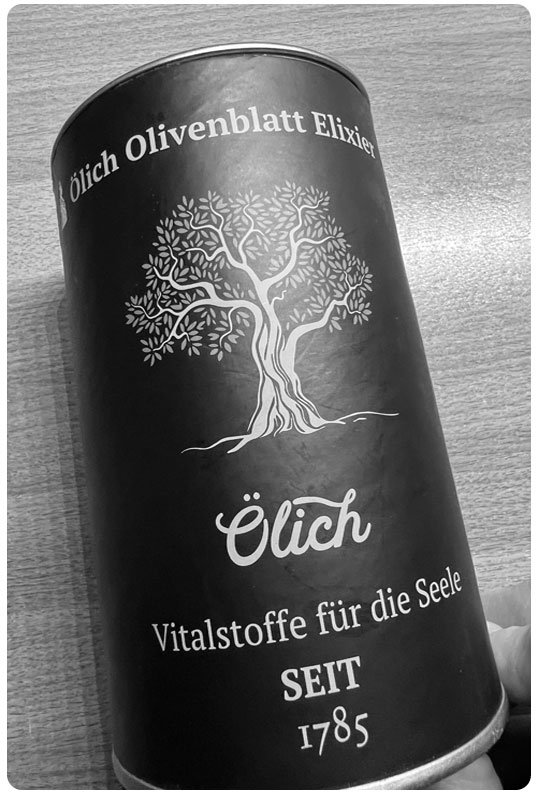 Ölich Olivenblatt Elixier
Ölich
Vitalstoffe für die Seele
SEIT
1785